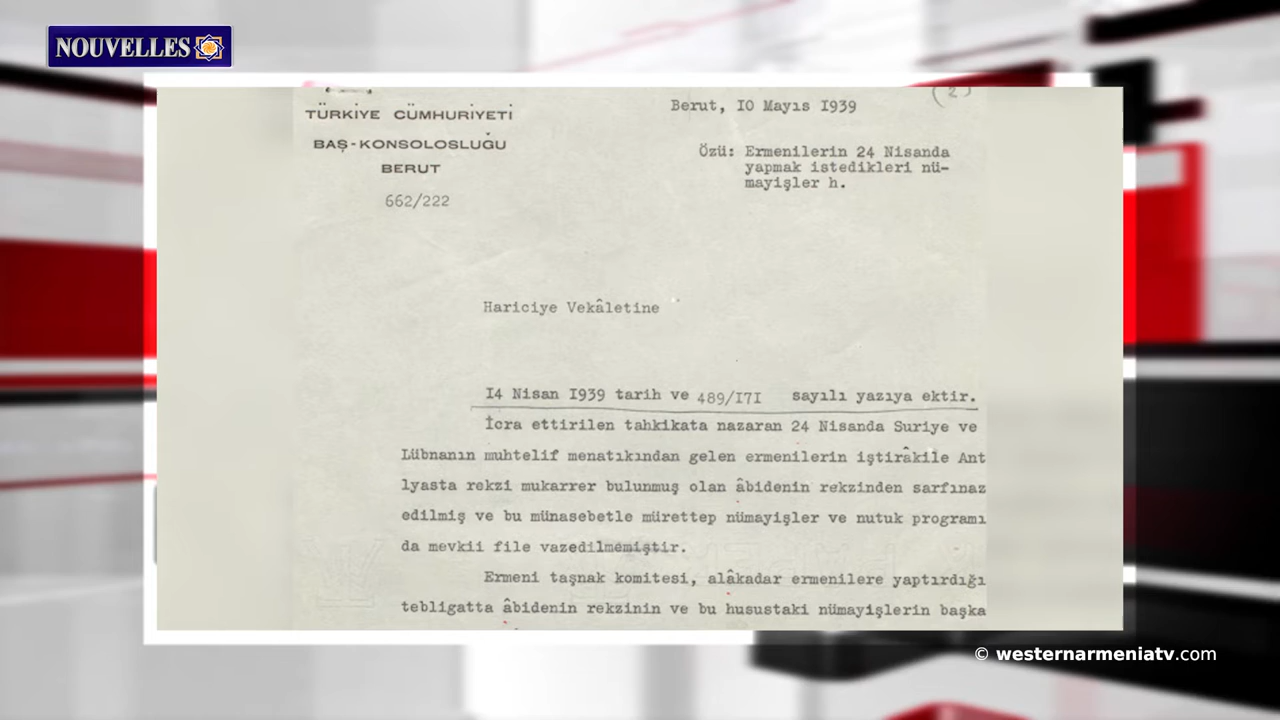 NOUVELLES
TÜRKİYE CÜMHURİYETİ
BAŞ-KONSOLOSLUĞU
BERUT
662/222
Berut, IO Mayıs I939
(2)
Özü: Ermenilerin 24 Nisanda
yapmak istedikleri nü-
mayişler h.
Hariciye Vekâletine
I4 Nisan I939 tarih ve 489/I7I sayılı yazıya ektir.
İcra ettirilen tahkikata nazaran 24 Nisanda Suriye ve
Lübnanın muhtelif menatıkından gelen ermenilerin iştirâkile Ant
lyasta rekzi mukarrer bulunmuş olan âbidenin rekzinden sarfınaz
edilmiş ve bu münasebetle mürettep nümayişler ve nutuk programı
da mevkii file vazedilmemiştir.
Ermeni taşnak komitesi, alâkadar ermenilere yaptırdığı
tebligatta âbidenin rekzinin ve bu husustaki nümayişlerin başka
© westernarmeniatv.com